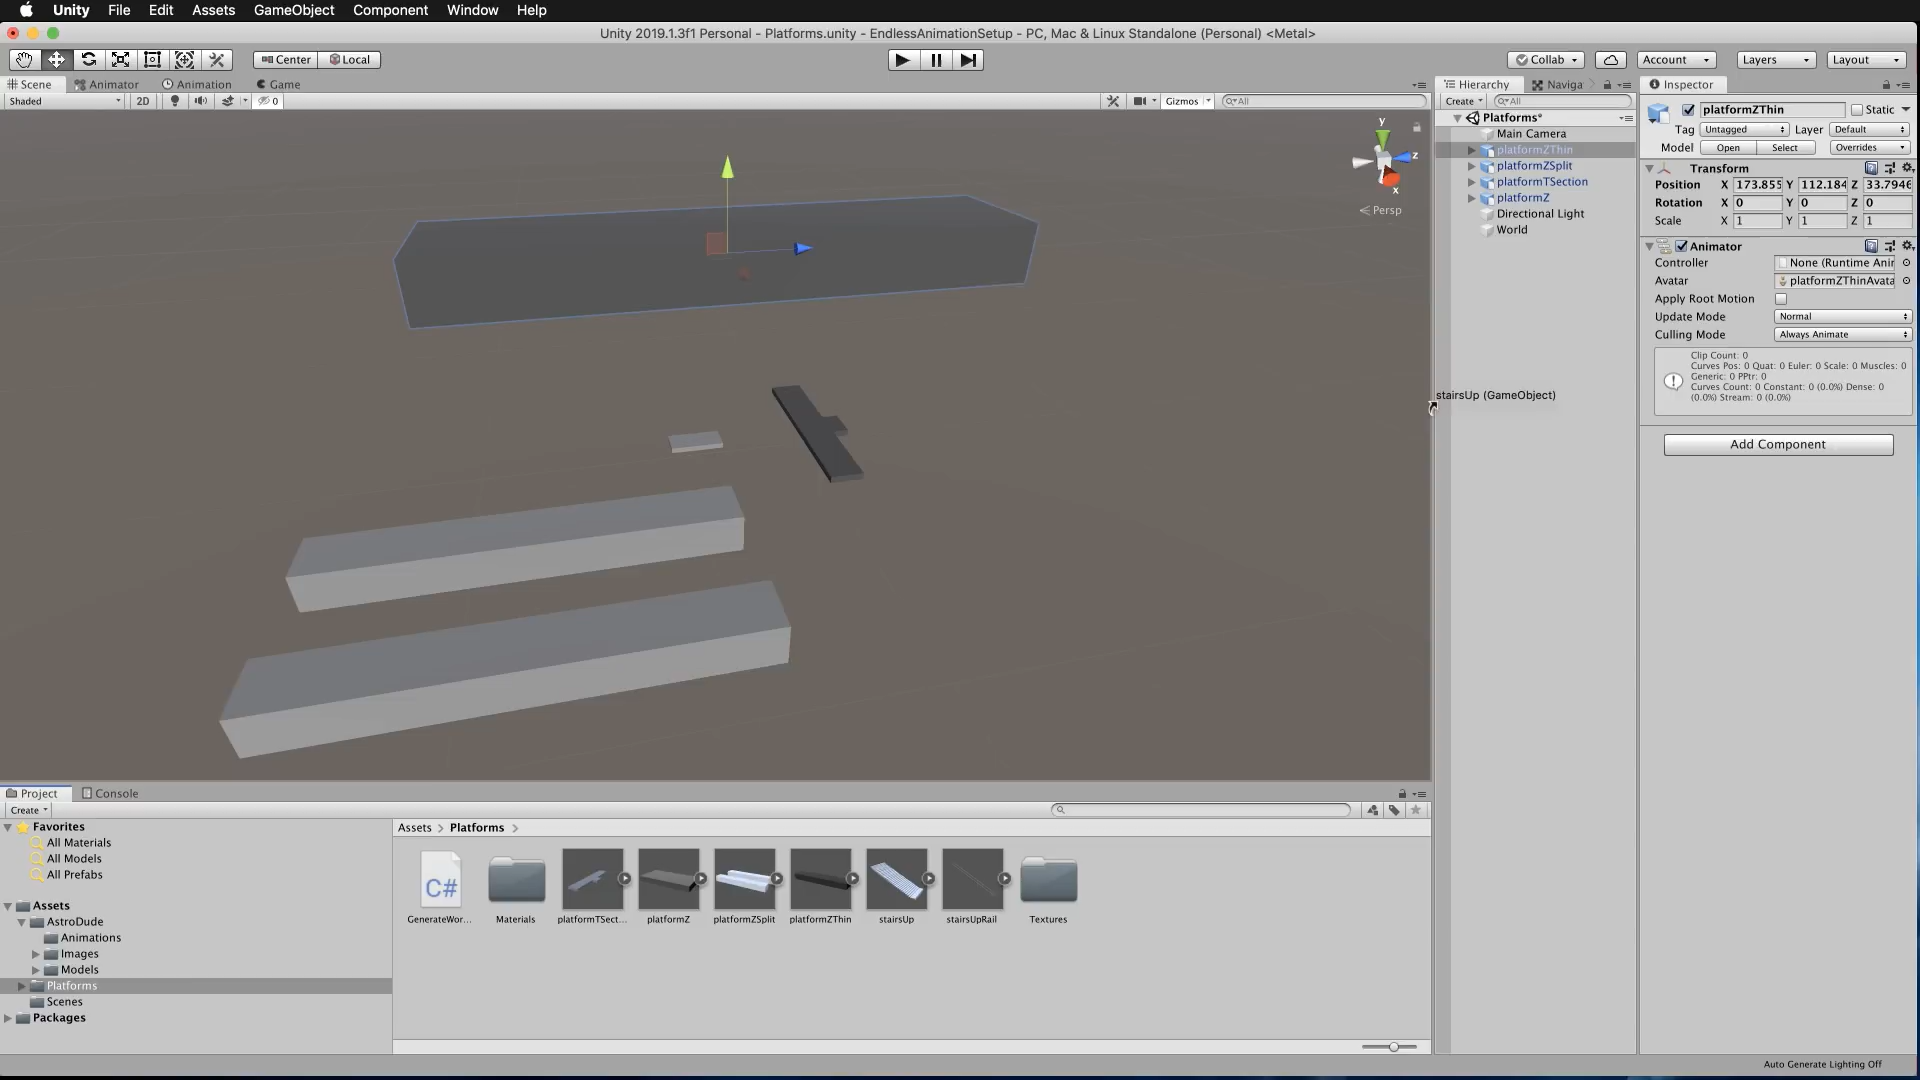 Unity File Edit Assets GameObject Component Window Help
Unity 2019.1.3f1 Personal - Platforms.unity - EndlessAnimationSetup - PC, Mac & Linux Standalone (Personal) <Metal>
Center Local
Collab Account Layers Layout
Scene Animator Animation Game
Shaded 2D 0 Gizmos All
y
z
x
Persp
Hierarchy Naviga
Create All
Platforms*
Main Camera
platformZThin
platformZSplit
platformTSection
platformZ
Directional Light
World
stairsUp (GameObject)
Inspector
platformZThin Static
Tag Untagged Layer Default
Model Open Select Overrides
Transform
Position X 173.855 Y 112.184 Z 33.7946
Rotation X 0 Y 0 Z 0
Scale X 1 Y 1 Z 1
Animator
Controller None (Runtime Anir
Avatar platformZThinAvata
Apply Root Motion
Update Mode Normal
Culling Mode Always Animate
Clip Count: 0
Curves Pos: 0 Quat: 0 Euler: 0 Scale: 0 Muscles: 0
Generic: 0 PPtr: 0
Curves Count: 0 Constant: 0 (0.0%) Dense: 0
(0.0%) Stream: 0 (0.0%)
Add Component
Project Console
Create
Favorites
All Materials
All Models
All Prefabs
Assets
AstroDude
Animations
Images
Models
Platforms
Scenes
Packages
Assets > Platforms >
C#
GenerateWor... Materials platformTSect... platformZ platformZSplit platformZThin stairsUp stairsUpRail Textures
Auto Generate Lighting Off